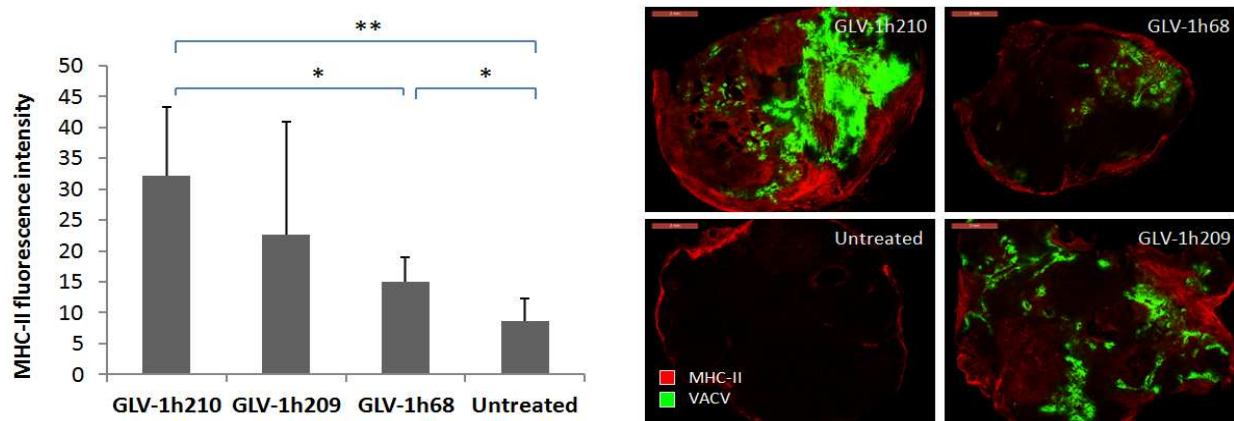 **
*
*
MHC-II fluorescence intensity
50
45
40
35
30
25
20
15
10
5
0
GLV-1h210 GLV-1h209 GLV-1h68 Untreated
GLV-1h210
GLV-1h68
Untreated
MHC-II
VACV
GLV-1h209